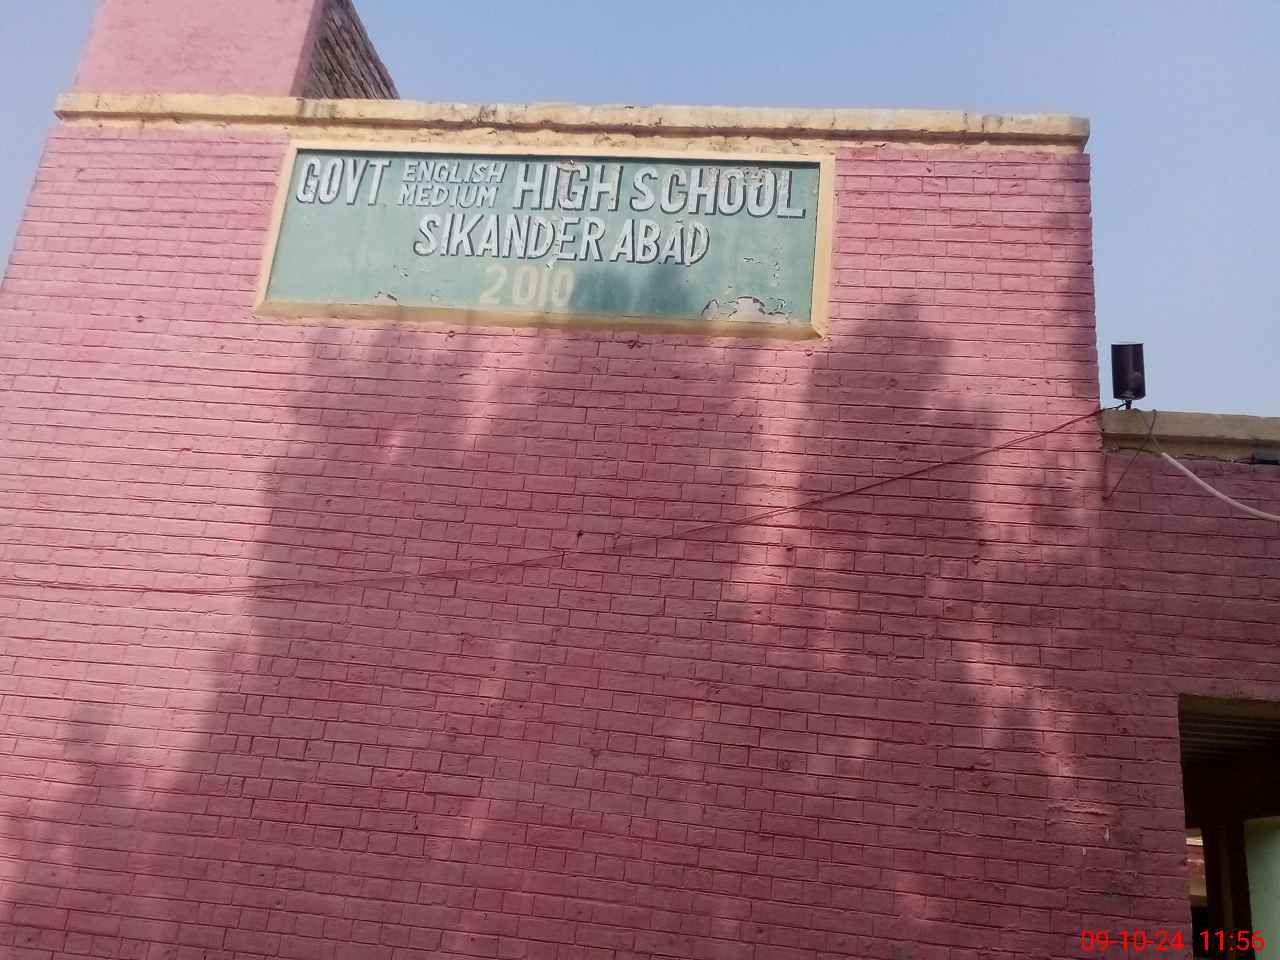 GOVT ENGLISH MEDIUM HIGH SCHOOL
SIKANDER ABAD
2010
09-10-24 11:56